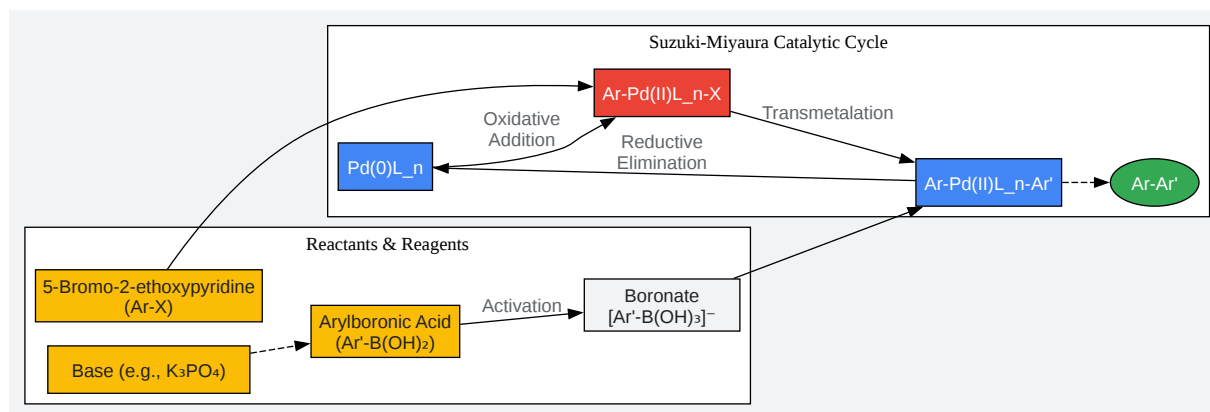 Suzuki-Miyaura Catalytic Cycle
Ar-Pd(II)L_n-X
Oxidative
Addition
Transmetalation
Reductive
Elimination
Pd(0)L_n
Ar-Pd(II)L_n-Ar'
Ar-Ar'
Reactants & Reagents
5-Bromo-2-ethoxypyridine
(Ar-X)
Arylboronic Acid
(Ar'-B(OH)₂)
Activation
Boronate
[Ar'-B(OH)₃]⁻
Base (e.g., K₃PO₄)